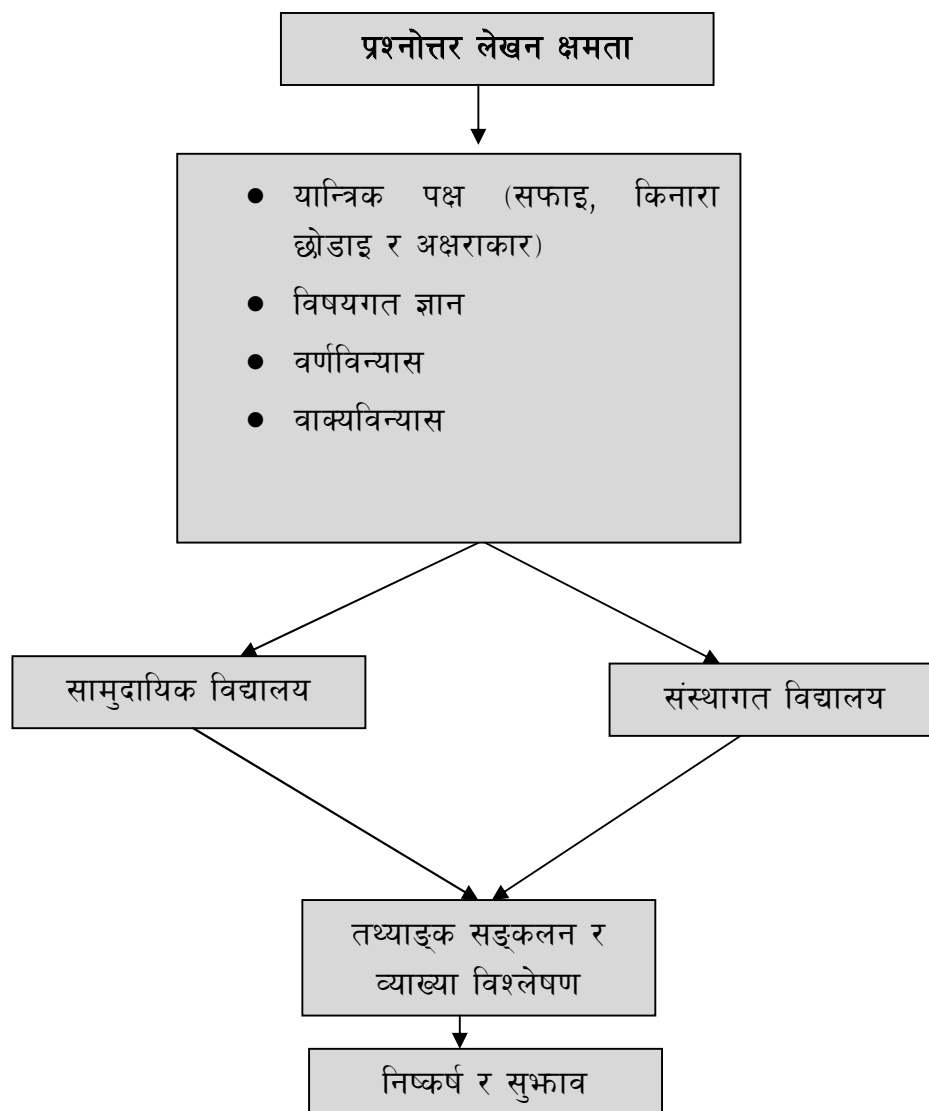 प्रश्नोत्तर लेखन क्षमता
● यान्त्रिक पक्ष (सफाइ, किनारा
छोडाइ र अक्षराकार)
● विषयगत ज्ञान
● वर्णविन्यास
● वाक्यविन्यास
सामुदायिक विद्यालय
संस्थागत विद्यालय
तथ्याङ्क सङ्कलन र
व्याख्या विश्लेषण
निष्कर्ष र सुझाव